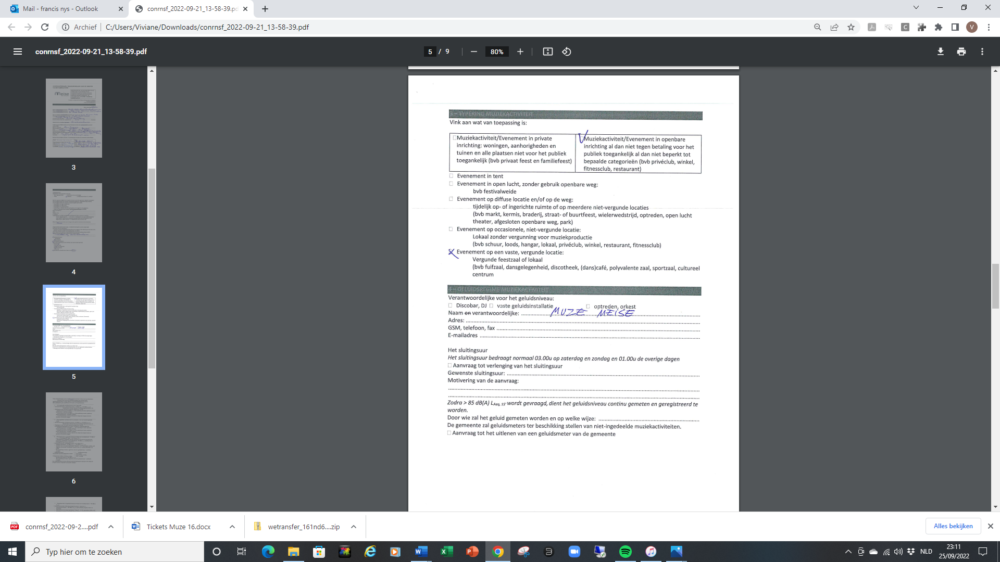 Mail - francis nys - Outlook
conrnsf_2022-09-21_13-58-39.pd
Archief
C:/Users/Viviane/Downloads/conrnsf_2022-09-21_13-58-39.pdf
C
V
conrnsf_2022-09-21_13-58-39.pdf
5 / 9
80%
3
4
5
6
3 – TYPERING MUZIEKACTIVITEIT
Vink aan wat van toepassing is:
Muziekactiviteit/Evenement in private
inrichting: woningen, aanhorigheden en
tuinen en alle plaatsen niet voor het publiek
toegankelijk (bvb privaat feest en familiefeest)
Muziekactiviteit/Evenement in openbare
inrichting al dan niet tegen betaling voor het
publiek toegankelijk al dan niet beperkt tot
bepaalde categorieën (bvb privéclub, winkel,
fitnessclub, restaurant)
Evenement in tent
Evenement in open lucht, zonder gebruik openbare weg:
bvb festivalweide
Evenement op diffuse locatie en/of op de weg:
tijdelijk op- of ingerichte ruimte of op meerdere niet-vergunde locaties
(bvb markt, kermis, braderij, straat- of buurtfeest, wielerwedstrijd, optreden, open lucht
theater, afgesloten openbare weg, park)
Evenement op occasionele, niet-vergunde locatie:
Lokaal zonder vergunning voor muziekproductie
(bvb schuur, loods, hangar, lokaal, privéclub, winkel, restaurant, fitnessclub)
Evenement op een vaste, vergunde locatie:
Vergunde feestzaal of lokaal
(bvb fuifzaal, dansgelegenheid, discotheek, (dans)café, polyvalente zaal, sportzaal, cultureel
centrum
4 – GELUIDSREGIME MUZIEKACTIVITEIT
Verantwoordelijke voor het geluidsniveau:
Discobar, DJ vaste geluidsinstallatie optreden, orkest
Naam en verantwoordelijke: MUZE MEISE
Adres:
GSM, telefoon, fax
E-mailadres
Het sluitingsuur
Het sluitingsuur bedraagt normaal 03.00u op zaterdag en zondag en 01.00u de overige dagen
Aanvraag tot verlenging van het sluitingsuur
Gewenste sluitingsuur:
Motivering van de aanvraag:
Zodra > 85 dB(A) LAeq, 15' wordt gevraagd, dient het geluidsniveau continu gemeten en geregistreerd te
worden.
Door wie zal het geluid gemeten worden en op welke wijze:
De gemeente zal geluidsmeters ter beschikking stellen van niet-ingedeelde muziekactiviteiten.
Aanvraag tot het uitlenen van een geluidsmeter van de gemeente
conrnsf_2022-09-2....pdf
Tickets Muze 16.docx
wetransfer_161nd6....zip
Alles bekijken
Typ hier om te zoeken
NLD
23:11
25/09/2022